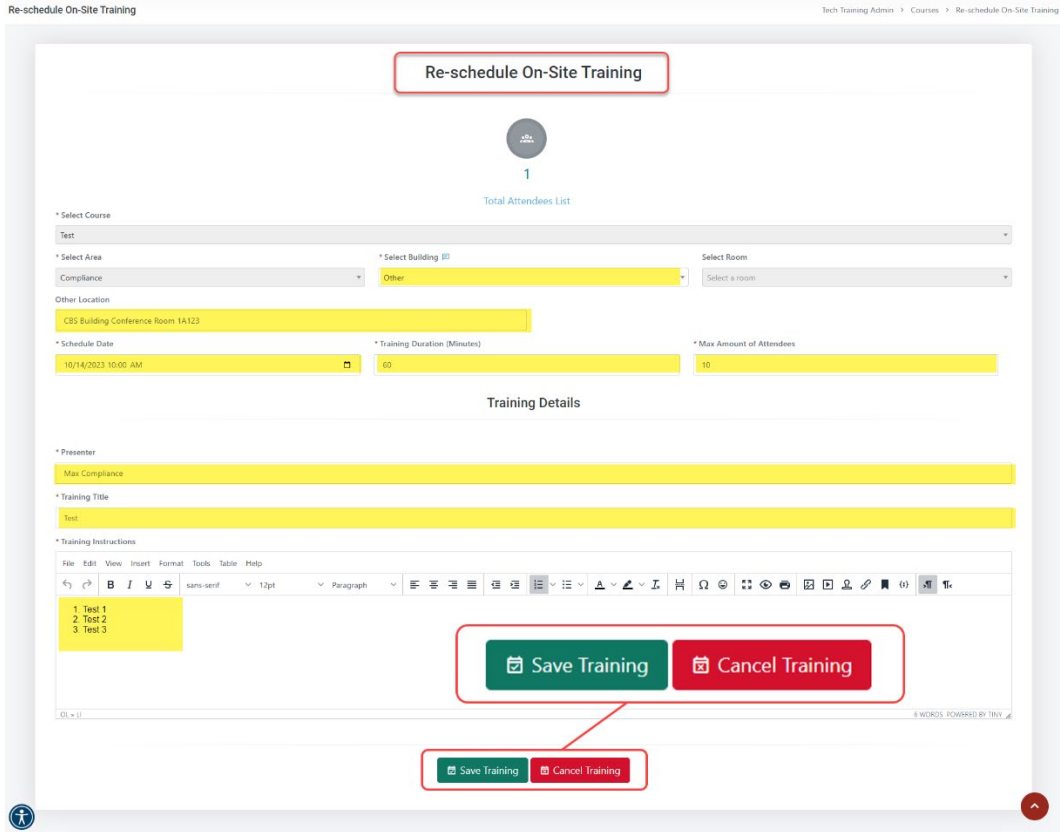 Re-schedule On-Site Training
Tech Training Admin > Courses > Re-schedule On-Site Training
Re-schedule On-Site Training
1
Total Attendees List
* Select Course
Test
* Select Area * Select Building Select Room
Compliance Other Select a room
Other Location
CBS Building Conference Room 1A123
* Schedule Date * Training Duration (Minutes) * Max Amount of Attendees
10/14/2023 10:00 AM 60 10
Training Details
* Presenter
Max Compliance
* Training Title
Test
* Training Instructions
File Edit View Insert Format Tools Table Help
B I U S sans-serif 12pt Paragraph
1. Test 1
2. Test 2
3. Test 3
Save Training Cancel Training
OL » LI 6 WORDS POWERED BY TINY
Save Training Cancel Training